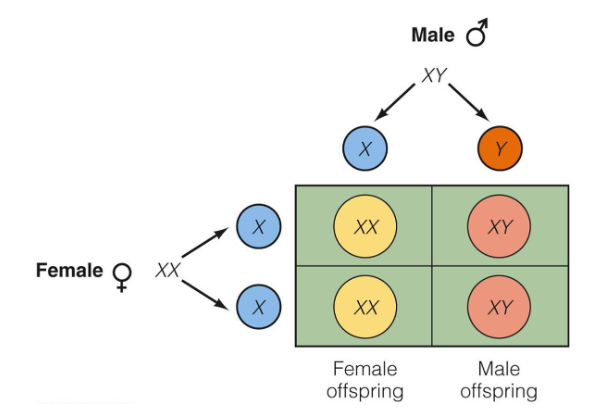 Male ♂
XY
X Y
X XX XY
Female ♀ XX
X XX XY
Female offspring
Male offspring